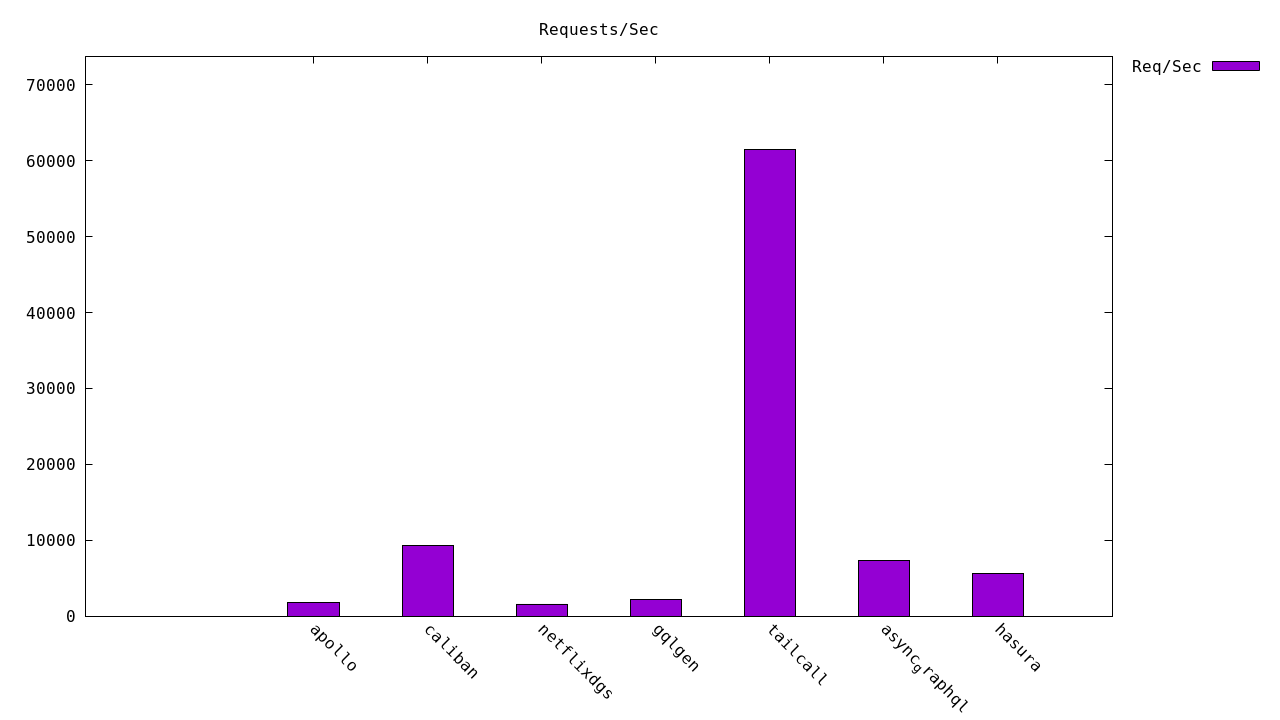 Requests/Sec
Req/Sec
70000
60000
50000
40000
30000
20000
10000
0
apollo
caliban
netflixdgs
gqlgen
tailcall
asyncgraphql
hasura